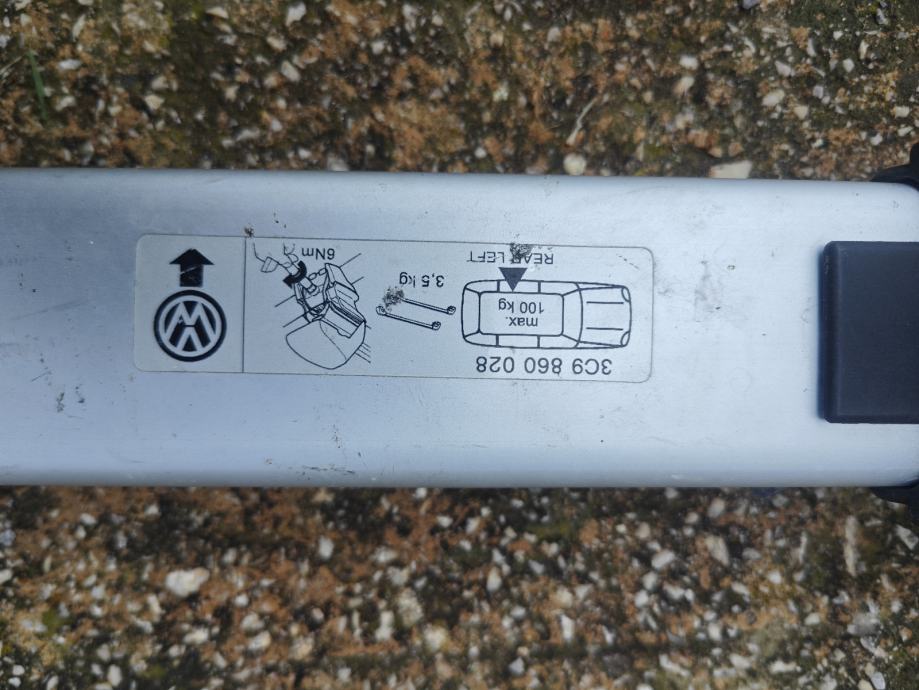 3C9 860 028
max.
100 kg
REAR LEFT
3,5 kg
6Nm